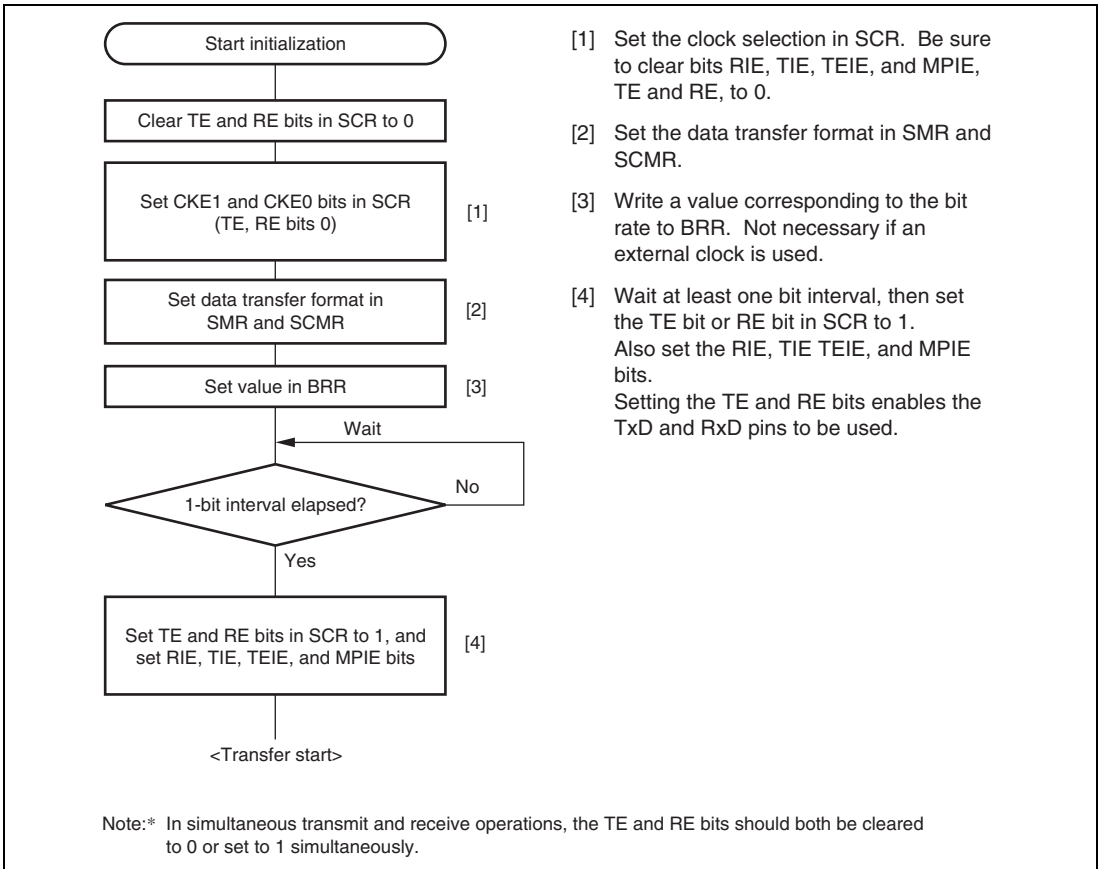 Start initialization
Clear TE and RE bits in SCR to 0
Set CKE1 and CKE0 bits in SCR
(TE, RE bits 0)
[1]
Set data transfer format in
SMR and SCMR
[2]
Set value in BRR
[3]
Wait
1-bit interval elapsed?
No
Yes
Set TE and RE bits in SCR to 1, and
set RIE, TIE, TEIE, and MPIE bits
[4]
<Transfer start>
[1] Set the clock selection in SCR. Be sure
to clear bits RIE, TIE, TEIE, and MPIE,
TE and RE, to 0.
[2] Set the data transfer format in SMR and
SCMR.
[3] Write a value corresponding to the bit
rate to BRR. Not necessary if an
external clock is used.
[4] Wait at least one bit interval, then set
the TE bit or RE bit in SCR to 1.
Also set the RIE, TIE TEIE, and MPIE
bits.
Setting the TE and RE bits enables the
TxD and RxD pins to be used.
Note:* In simultaneous transmit and receive operations, the TE and RE bits should both be cleared
to 0 or set to 1 simultaneously.